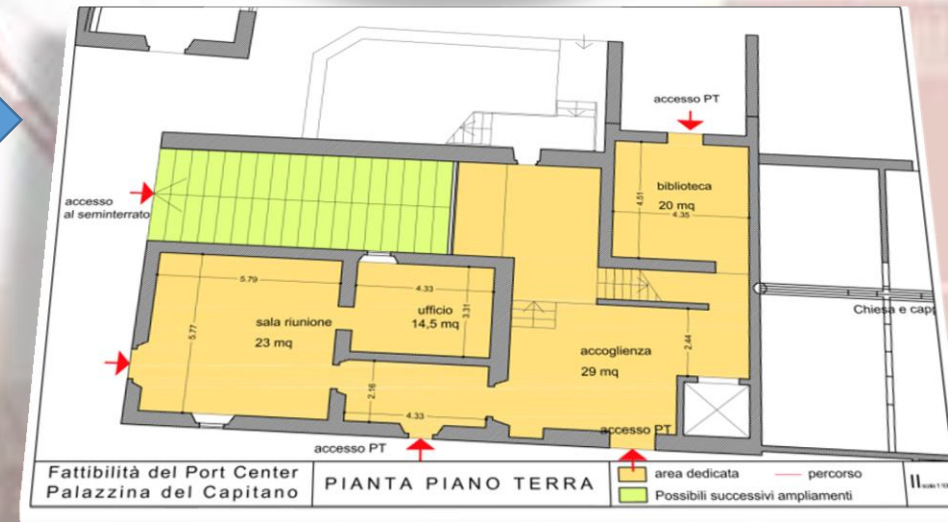 accesso PT
biblioteca
20 mq
4.51
4.35
accesso
al seminterrato
5.79
5.77
sala riunione
23 mq
4.33
3.31
ufficio
14,5 mq
accoglienza
29 mq
2.44
2.16
4.33
Chiesa e capp
accesso PT
accesso PT
Fattibilità del Port Center
Palazzina del Capitano
PIANTA PIANO TERRA
area dedicata
percorso
Possibili successivi ampliamenti